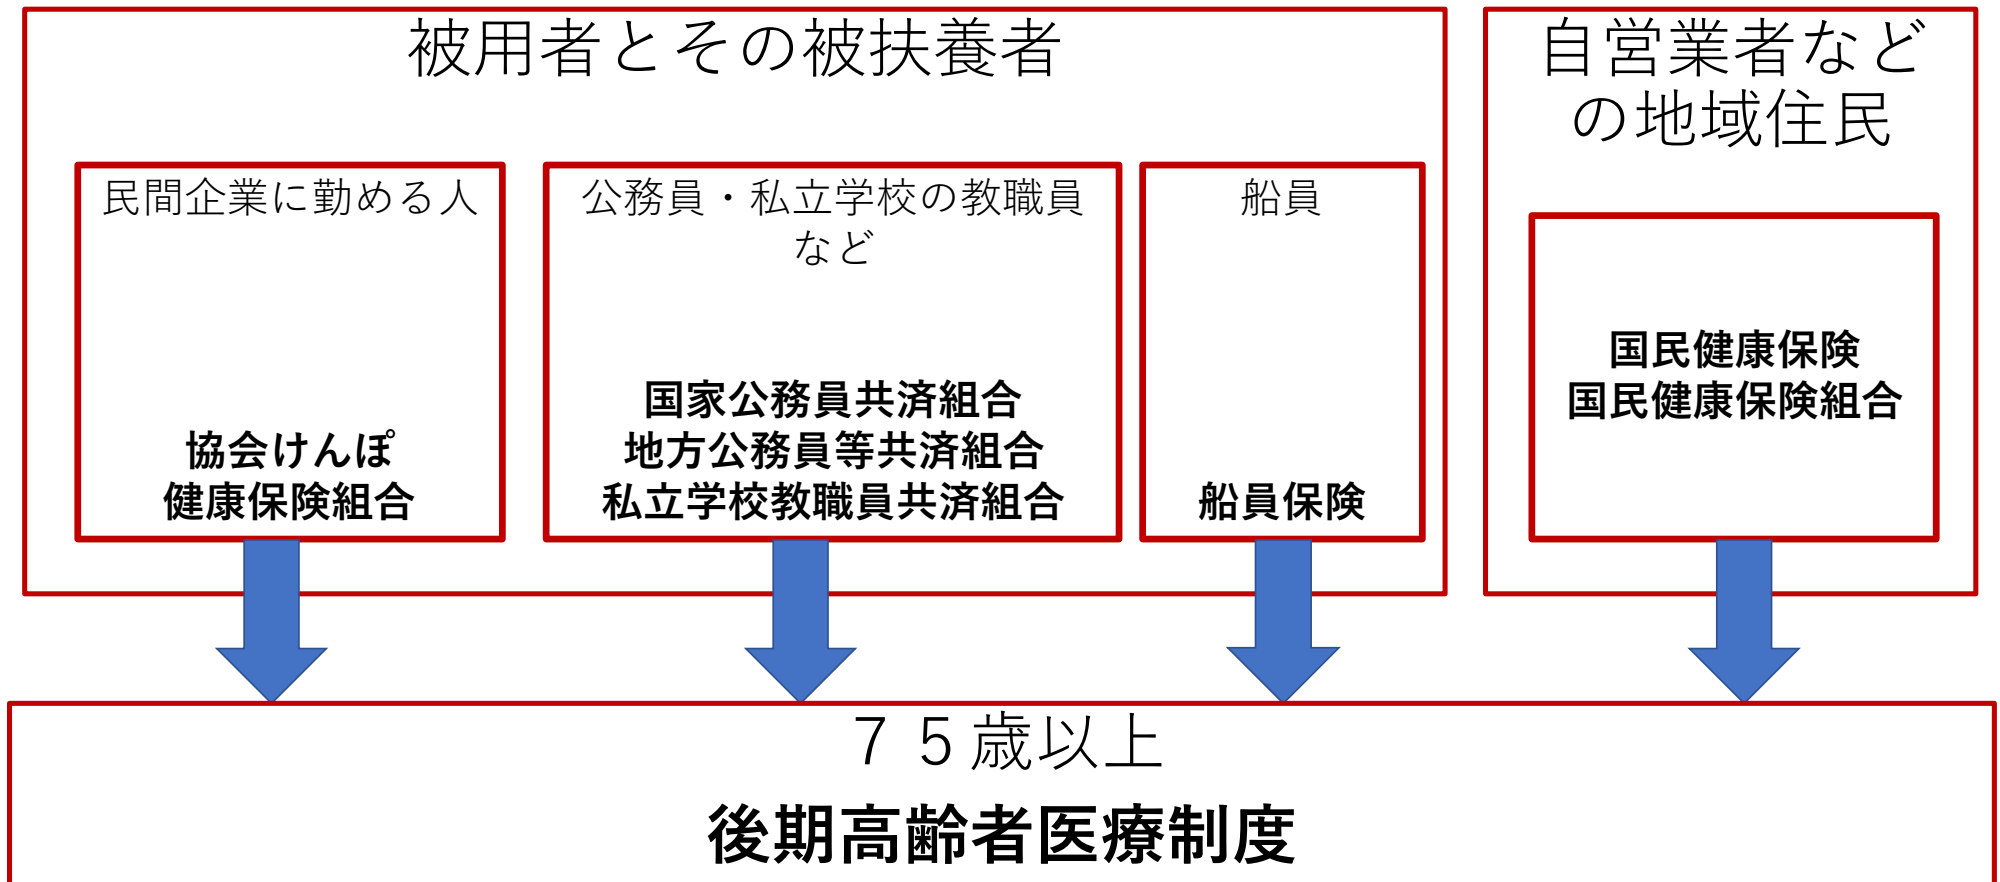 被用者とその被扶養者
民間企業に勤める人
協会けんぽ
健康保険組合
公務員・私立学校の教職員
など
国家公務員共済組合
地方公務員等共済組合
私立学校教職員共済組合
船員
船員保険
自営業者など
の地域住民
国民健康保険
国民健康保険組合
７５歳以上
後期高齢者医療制度